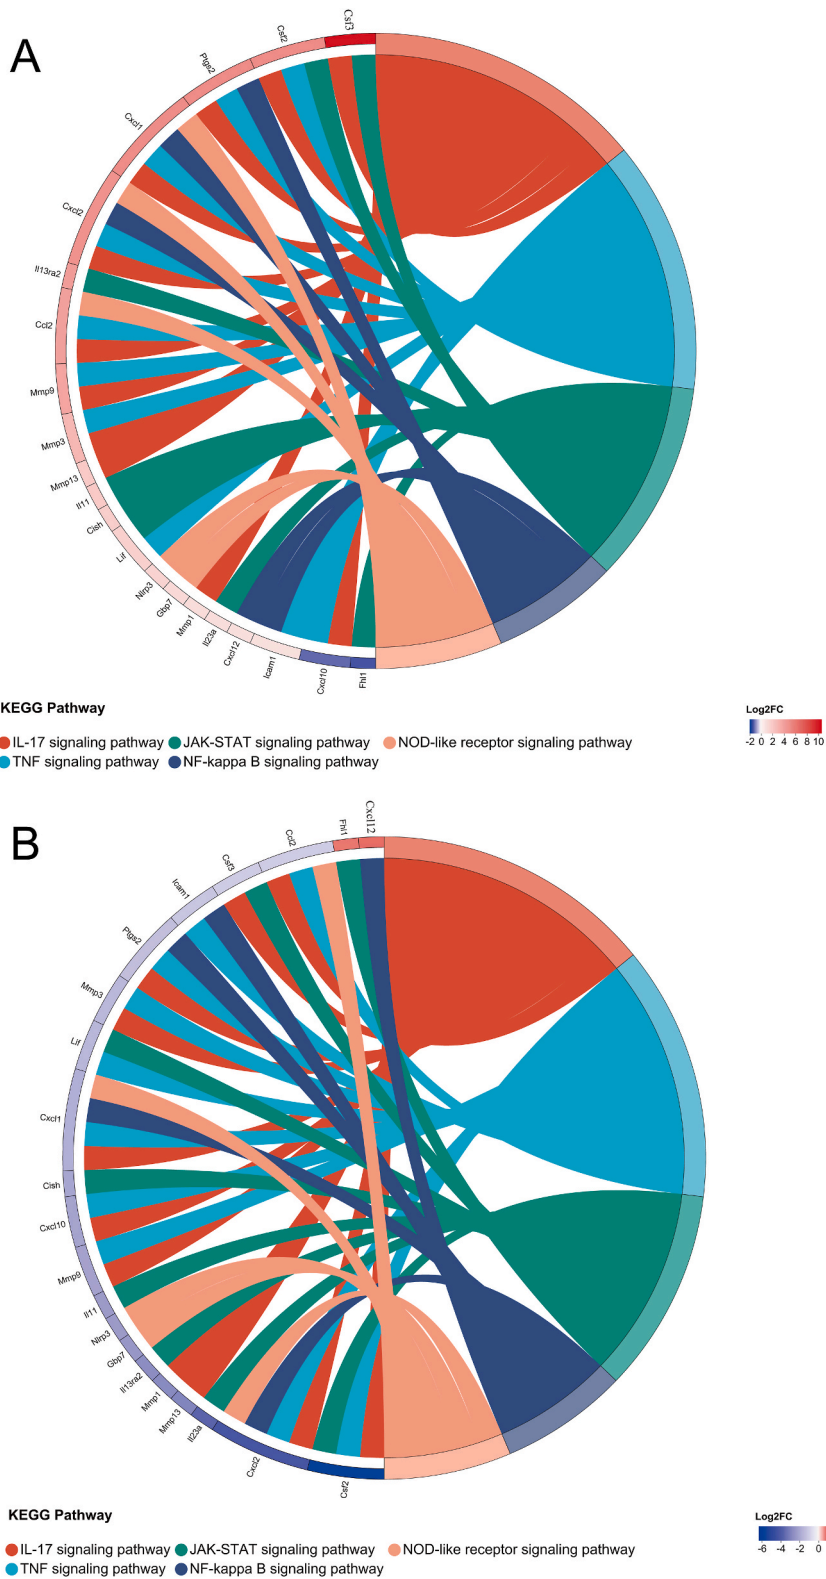 A
Csf3
Csf2
Ptgs2
Cxcl1
Cxcl2
Il13ra2
Ccl2
Mmp9
Mmp3
Mmp13
Il11
Cish
Lif
Nlrp3
Gbp7
Mmp1
Il23a
Cxcl12
Icam1
Cxcl10
Fhl1
KEGG Pathway
IL-17 signaling pathway JAK-STAT signaling pathway NOD-like receptor signaling pathway
TNF signaling pathway NF-kappa B signaling pathway
Log2FC
-2 0 2 4 6 8 10
B
Cxcl12
Fhl1
Ccl2
Csf3
Icam1
Ptgs2
Mmp3
Lif
Cxcl1
Cish
Cxcl10
Mmp9
Il11
Nlrp3
Gbp7
Il13ra2
Mmp1
Mmp13
Il23a
Cxcl2
Csf2
KEGG Pathway
IL-17 signaling pathway JAK-STAT signaling pathway NOD-like receptor signaling pathway
TNF signaling pathway NF-kappa B signaling pathway
Log2FC
-6 -4 -2 0